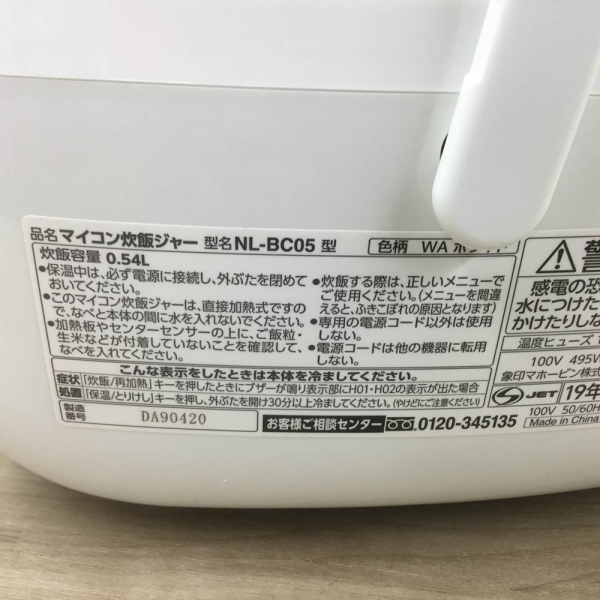 品名 マイコン炊飯ジャー 型名 NL-BC05 型 色柄 WA ホワイト
炊飯容量 0.54L
•保温中は、必ず電源に接続し、外ぶたを閉めて
おいてください。
•このマイコン炊飯ジャーは、直接加熱式ですの
で、なべと本体の間に水を入れないでください。
•加熱板やセンターセンサーの上に、ご飯粒・
生米などが付着していないことを確認して、
なべを入れてください。
•炊飯する際は、正しいメニューで
ご使用ください。(メニューを間違
えると、ふきこぼれの原因となります)
•専用の電源コード以外は使用
しない。
•電源コードは他の機器に転用
しない。
こんな表示をしたときは本体を冷ましてください。
症状 「炊飯/再加熱」キーを押したときにブザーが鳴り表示部にH01・H02の表示が出た場合
処置 「保温/とりけし」キーを押し、外ぶたを開け30分以上冷ましてください。(やけどにご注意ください)
製造
番号 DA90420
お客様ご相談センター 0120-345135
警
感電の恐
水につけた
かけたりしな
温度ヒューズ
100V 495W
象印マホービン株式
JET 19年
100V 50/60H
Made in China